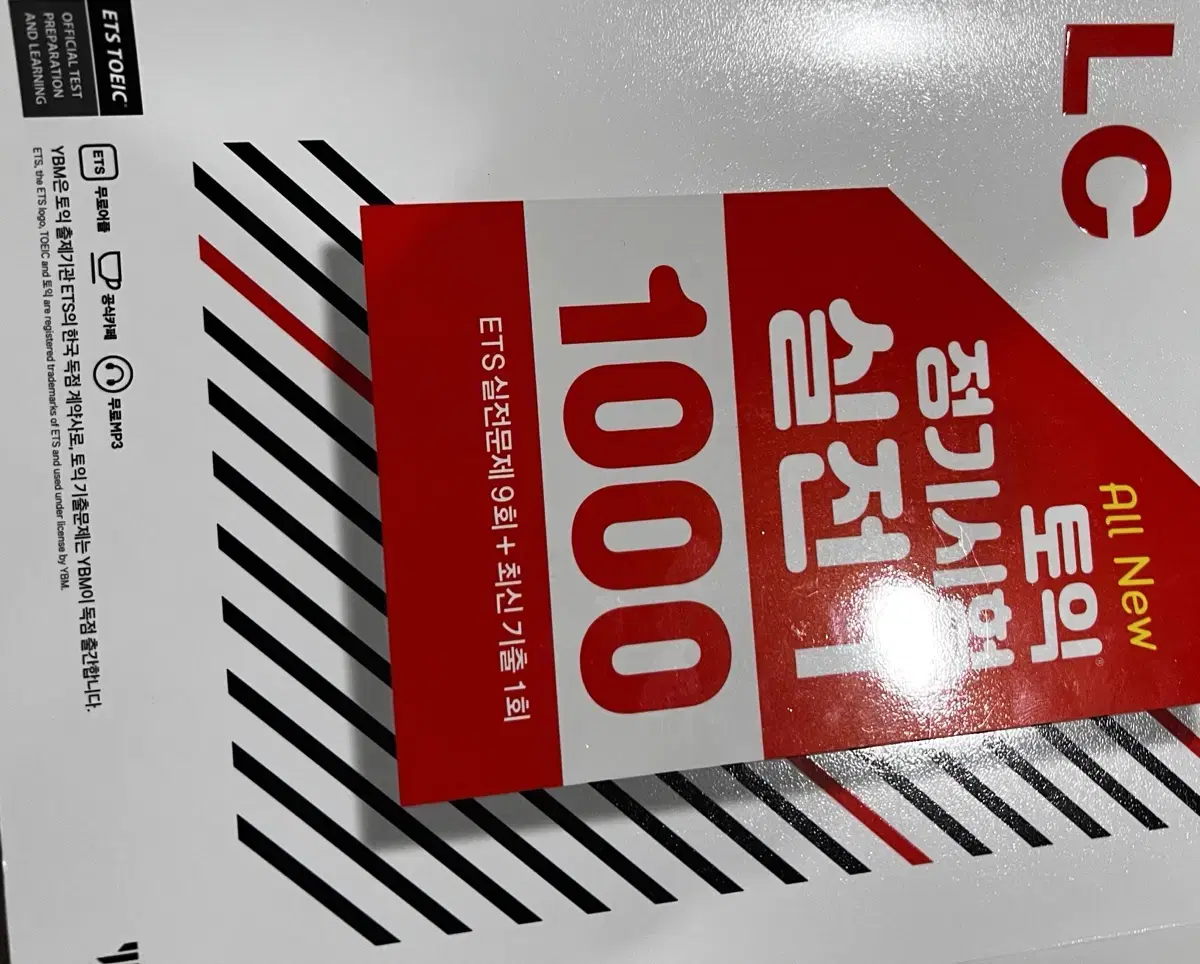 LC
All New
토익®
정기시험
실전
1000
ETS 실전문제 9회 + 최신 기출 1회
ETS 무료어플
공식카페
무료MP3
YBM은 토익 출제기관 ETS의 한국 독점 계약사로, 토익 기출문제는 YBM이 독점 출간합니다.
ETS, the ETS logo, TOEIC and 토익 are registered trademarks of ETS and used under license by YBM.
ETS TOEIC®
OFFICIAL TEST
PREPARATION
AND LEARNING